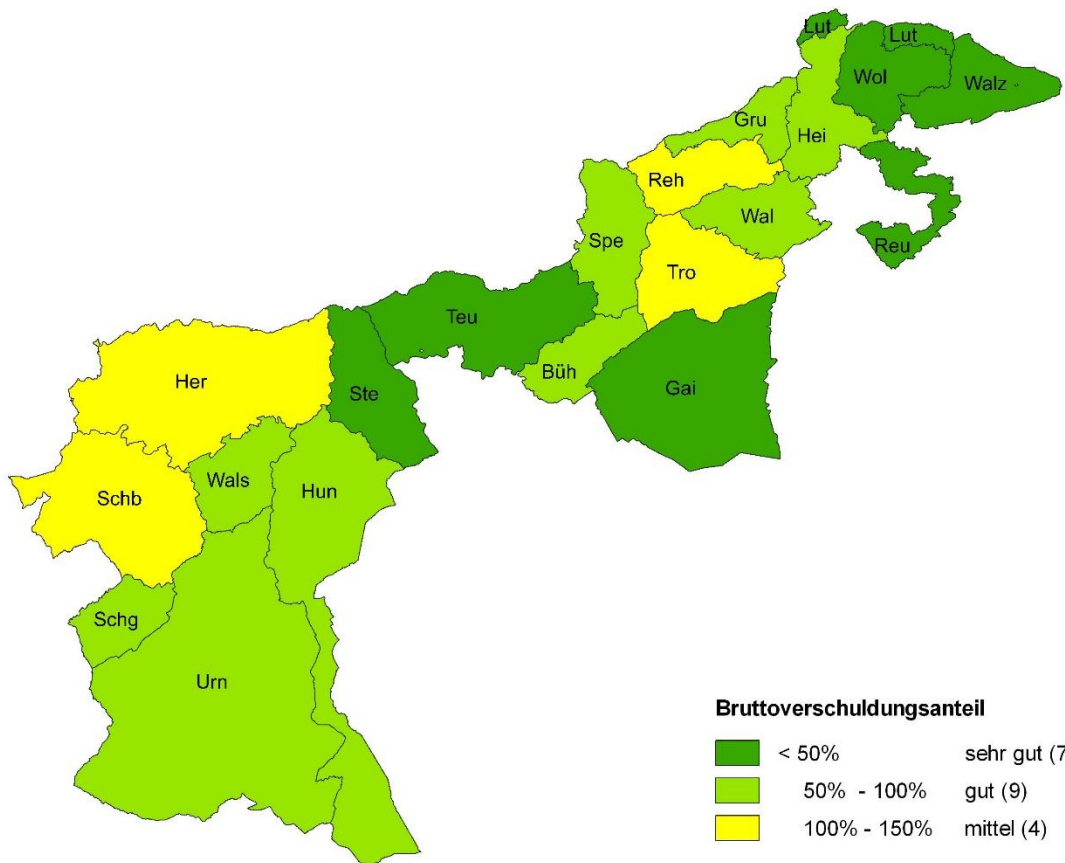 Lut
Lut
Wol
Walz
Gru
Hei
Reh
Wal
Spe
Reu
Tro
Teu
Büh
Gai
Her
Ste
Wals
Hun
Schb
Schg
Urn
Bruttoverschuldungsanteil
< 50% sehr gut (7
50% - 100% gut (9)
100% - 150% mittel (4)